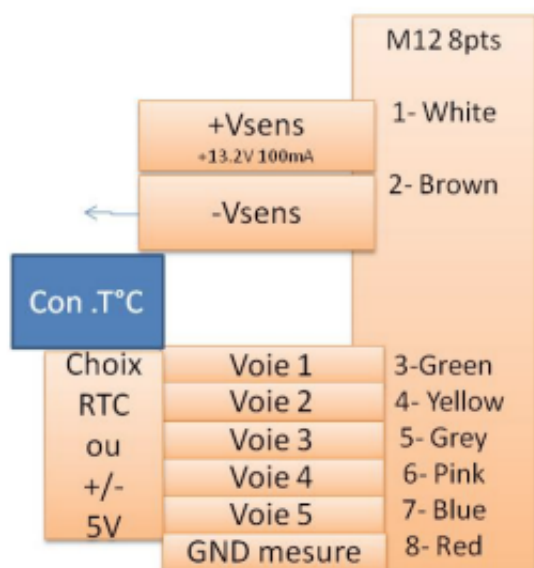 M12 8pts
+Vsens
+13.2V 100mA
1- White
-Vsens
2- Brown
Con .T°C
Choix
RTC
ou
+/-
5V
Voie 1
Voie 2
Voie 3
Voie 4
Voie 5
GND mesure
3-Green
4- Yellow
5- Grey
6- Pink
7- Blue
8- Red